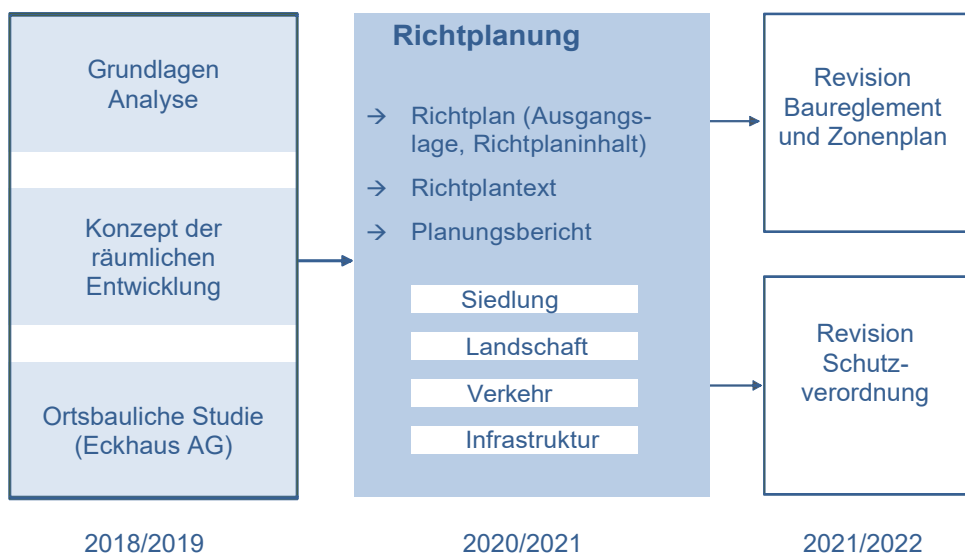 Grundlagen
Analyse
Konzept der
räumlichen
Entwicklung
Ortsbauliche Studie
(Eckhaus AG)
2018/2019
Richtplanung
→ Richtplan (Ausgangs-
lage, Richtplaninhalt)
→ Richtplantext
→ Planungsbericht
Siedlung
Landschaft
Verkehr
Infrastruktur
2020/2021
Revision
Baureglement
und Zonenplan
Revision
Schutz-
verordnung
2021/2022